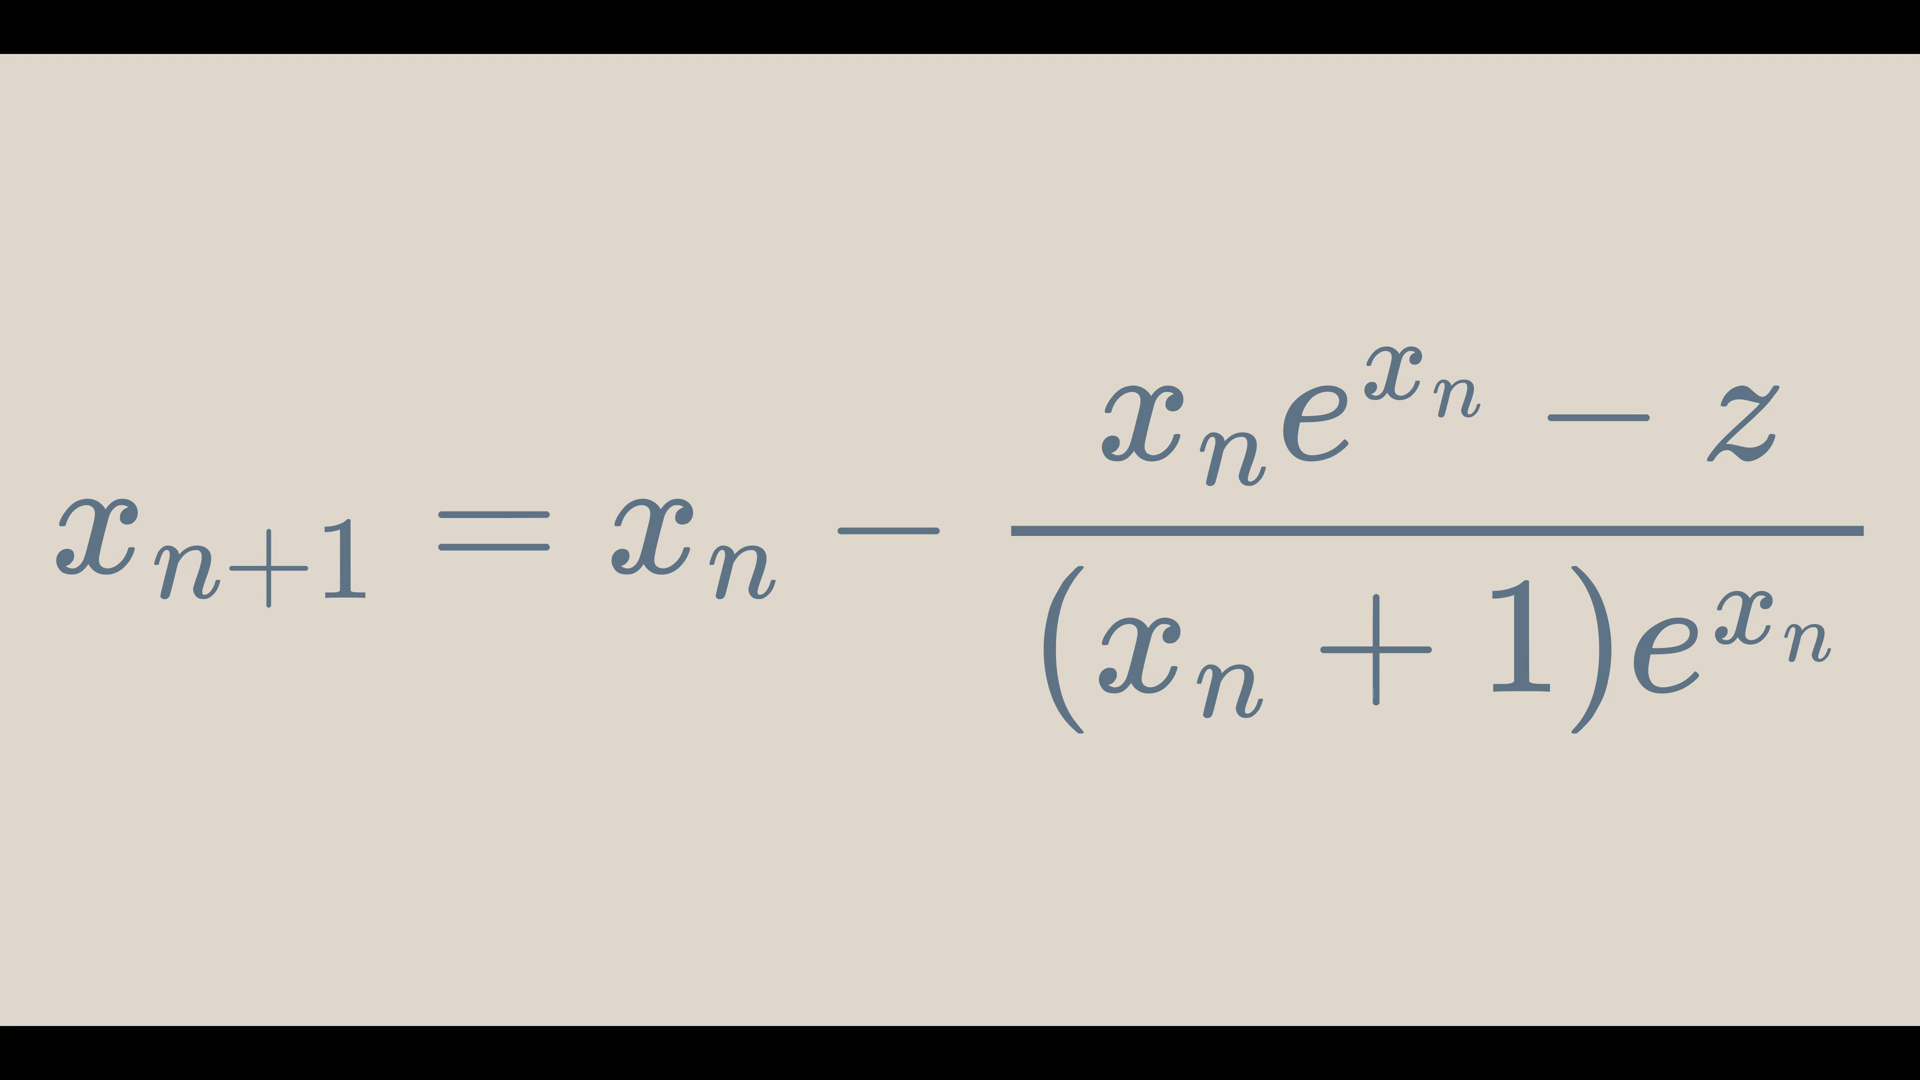 $x_{n+1} = x_n - \frac{x_n e^{x_n} - z}{(x_n + 1)e^{x_n}}$